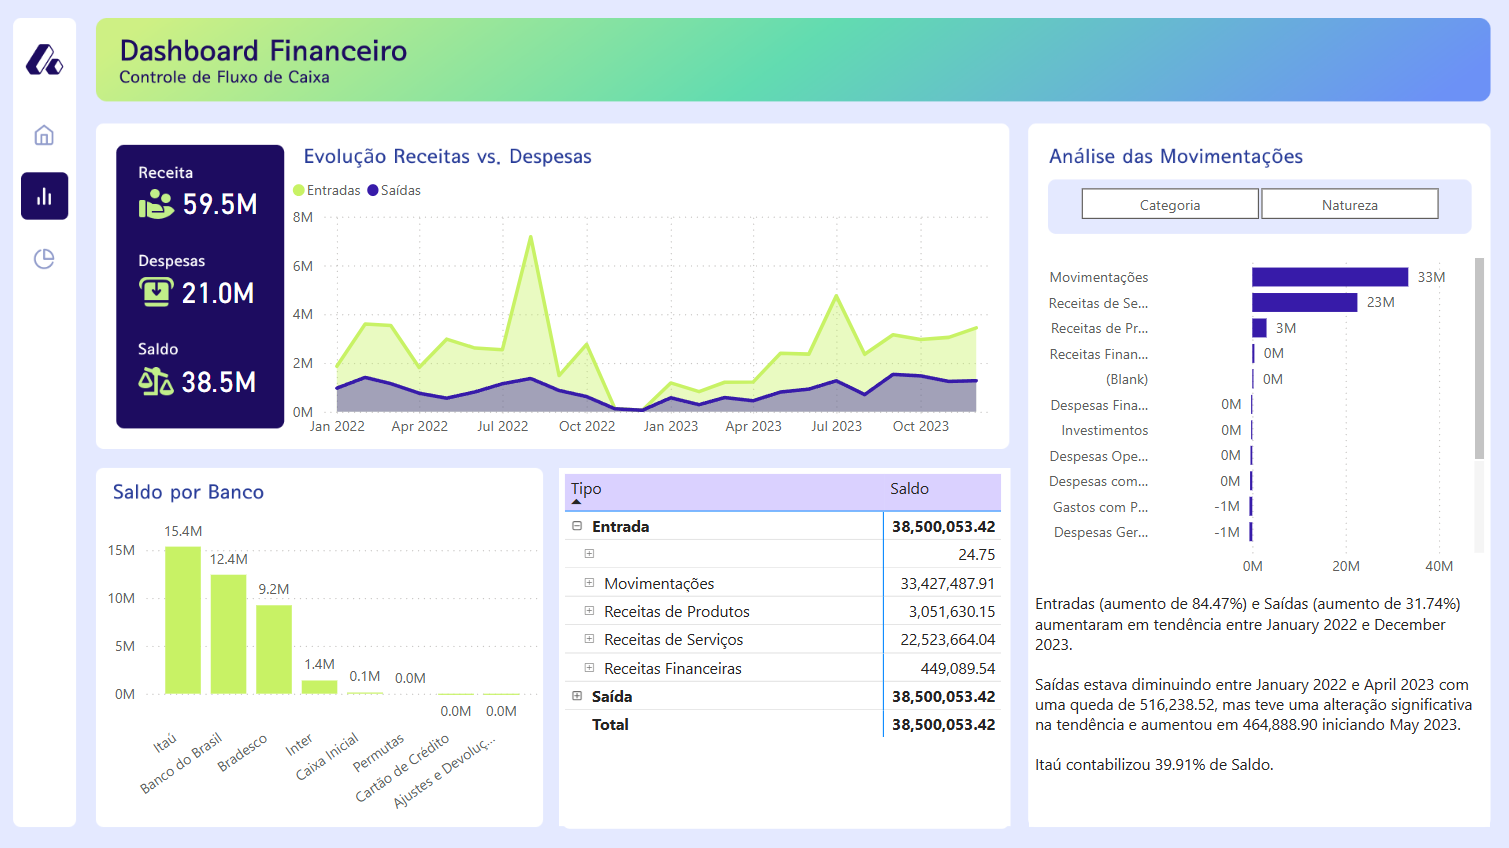 Dashboard Financeiro
Controle de Fluxo de Caixa
Receita
59.5M
Despesas
21.0M
Saldo
38.5M
Evolução Receitas vs. Despesas
Entradas Saídas
8M
6M
4M
2M
0M
Jan 2022 Apr 2022 Jul 2022 Oct 2022 Jan 2023 Apr 2023 Jul 2023 Oct 2023
Análise das Movimentações
Categoria Natureza
Movimentações 33M
Receitas de Se... 23M
Receitas de Pr... 3M
Receitas Finan... 0M
(Blank) 0M
Despesas Fina... 0M
Investimentos 0M
Despesas Ope... 0M
Despesas com... 0M
Gastos com P... -1M
Despesas Ger... -1M
0M 20M 40M
Saldo por Banco
15.4M
15M
12.4M
10M
9.2M
5M
1.4M
0.1M
0.0M
0M
0.0M 0.0M
Itaú
Banco do Brasil
Bradesco
Inter
Caixa Inicial
Permutas
Cartão de Crédito
Ajustes e Devoluç...
Tipo Saldo
Entrada 38,500,053.42
24.75
Movimentações 33,427,487.91
Receitas de Produtos 3,051,630.15
Receitas de Serviços 22,523,664.04
Receitas Financeiras 449,089.54
Saída 38,500,053.42
Total 38,500,053.42
Entradas (aumento de 84.47%) e Saídas (aumento de 31.74%)
aumentaram em tendência entre January 2022 e December
2023.
Saídas estava diminuindo entre January 2022 e April 2023 com
uma queda de 516,238.52, mas teve uma alteração significativa
na tendência e aumentou em 464,888.90 iniciando May 2023.
Itaú contabilizou 39.91% de Saldo.